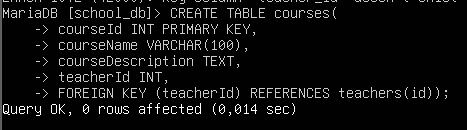 MariaDB [school_db]> CREATE TABLE courses(
-> courseId INT PRIMARY KEY,
-> courseName VARCHAR(100),
-> courseDescription TEXT,
-> teacherId INT,
-> FOREIGN KEY (teacherId) REFERENCES teachers(id));
Query OK, 0 rows affected (0,014 sec)